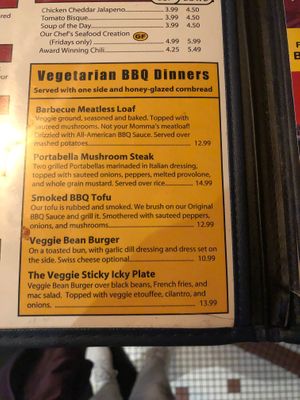 Chicken Cheddar Jalapeno 3.99 4.50
Tomato Bisque 3.99 4.50
Soup of the Day 3.99 4.50
Our Chef's Seafood Creation GF
(Fridays only) 4.99 5.99
Award Winning Chili 4.25 5.49
Vegetarian BBQ Dinners
Served with one side and honey-glazed cornbread
Barbecue Meatless Loaf
Veggie ground, seasoned and baked. Topped with
sauteed mushrooms. Not your Momma's meatloaf!
Drizzled with All-American BBQ Sauce. Served over
mashed potatoes 12.99
Portabella Mushroom Steak
Two grilled Portabellas marinaded in Italian dressing,
topped with sauteed onions, peppers, melted provolone,
and whole grain mustard. Served over rice 14.99
Smoked BBQ Tofu
Our tofu is rubbed and smoked. We brush on our Original
BBQ Sauce and grill it. Smothered with sauteed peppers,
onions, and mushrooms 12.99
Veggie Bean Burger
On a toasted bun, with garlic dill dressing and dress set on
the side. Swiss cheese optional 10.99
The Veggie Sticky Icky Plate
Veggie Bean Burger over black beans, French fries, and
mac salad. Topped with veggie etouffee, cilantro, and
onions. 13.99